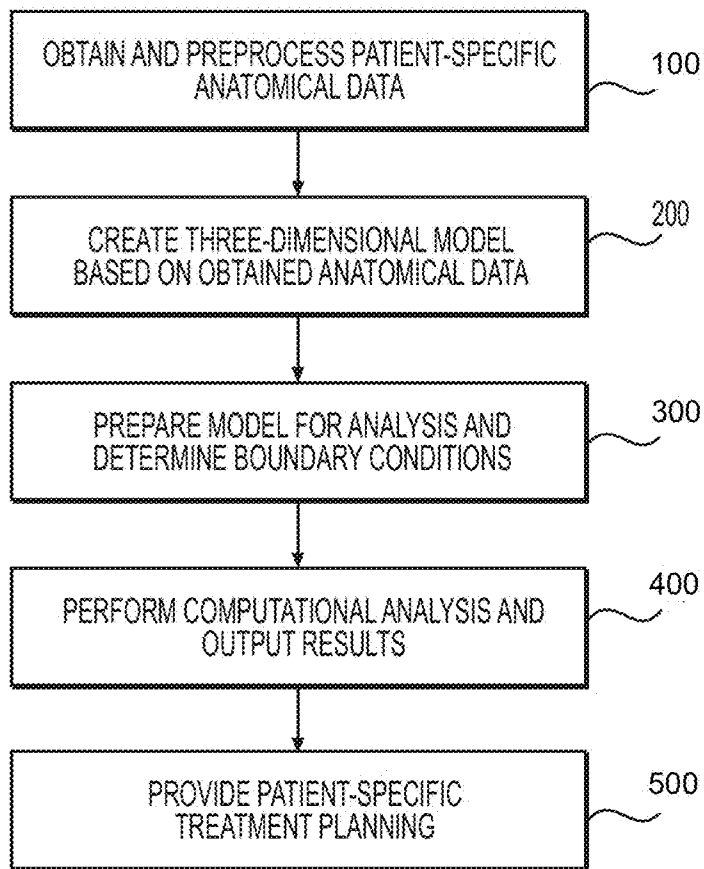 OBTAIN AND PREPROCESS PATIENT-SPECIFIC
ANATOMICAL DATA
100
CREATE THREE-DIMENSIONAL MODEL
BASED ON OBTAINED ANATOMICAL DATA
200
PREPARE MODEL FOR ANALYSIS AND
DETERMINE BOUNDARY CONDITIONS
300
PERFORM COMPUTATIONAL ANALYSIS AND
OUTPUT RESULTS
400
PROVIDE PATIENT-SPECIFIC
TREATMENT PLANNING
500